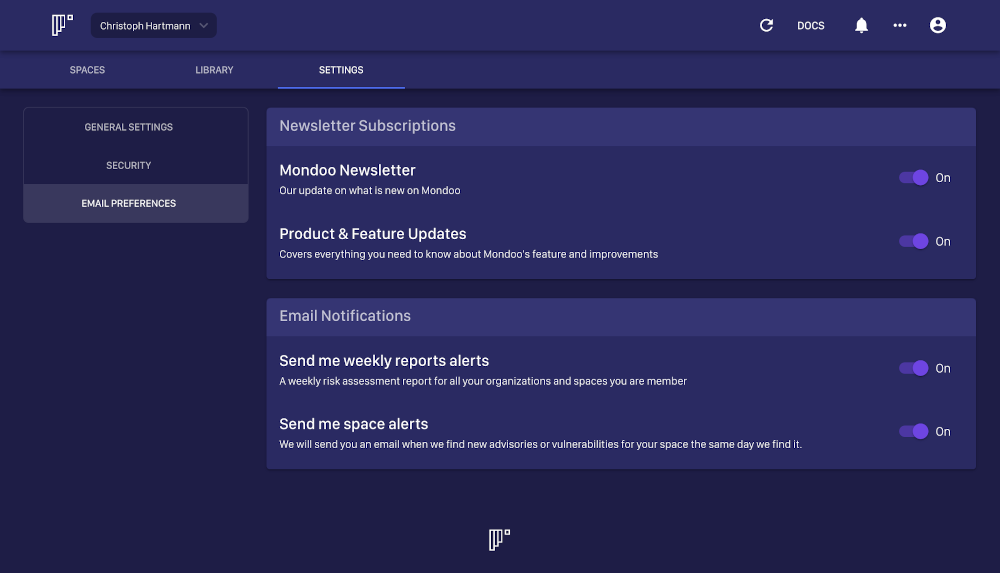 Christoph Hartmann
DOCS
SPACES
LIBRARY
SETTINGS
GENERAL SETTINGS
SECURITY
EMAIL PREFERENCES
Newsletter Subscriptions
Mondoo Newsletter
Our update on what is new on Mondoo
On
Product & Feature Updates
Covers everything you need to know about Mondoo's feature and improvements
On
Email Notifications
Send me weekly reports alerts
A weekly risk assessment report for all your organizations and spaces you are member
On
Send me space alerts
We will send you an email when we find new advisories or vulnerabilities for your space the same day we find it.
On